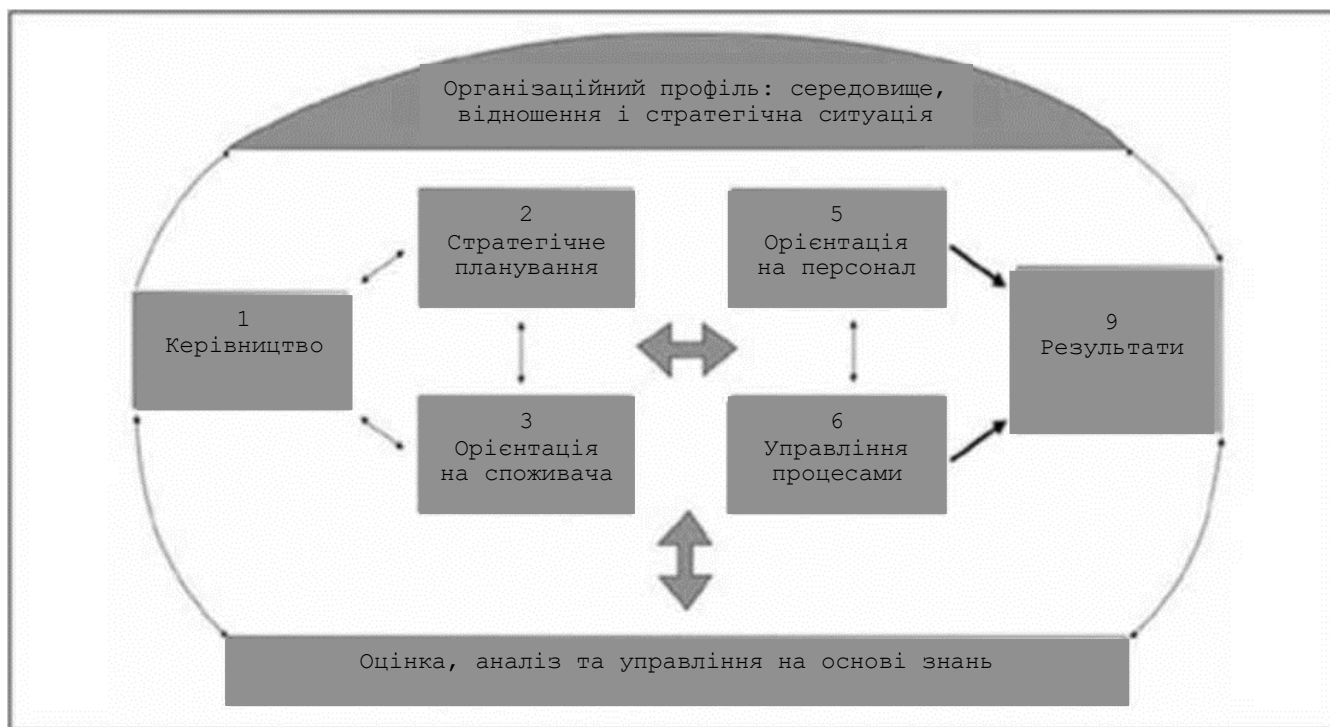 Організаційний профіль: середовище,
відношення і стратегічна ситуація
2
Стратегічне
планування
5
Орієнтація
на персонал
1
Керівництво
9
Результати
3
Орієнтація
на споживача
6
Управління
процесами
Оцінка, аналіз та управління на основі знань